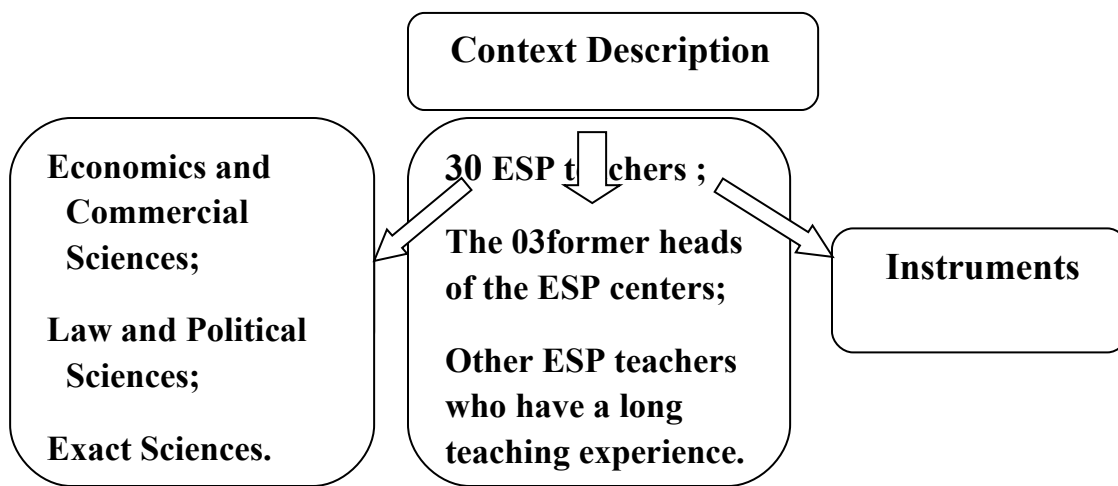 Context Description
Economics and
Commercial
Sciences;
Law and Political
Sciences;
Exact Sciences.
30 ESP teachers ;
The 03former heads
of the ESP centers;
Other ESP teachers
who have a long
teaching experience.
Instruments